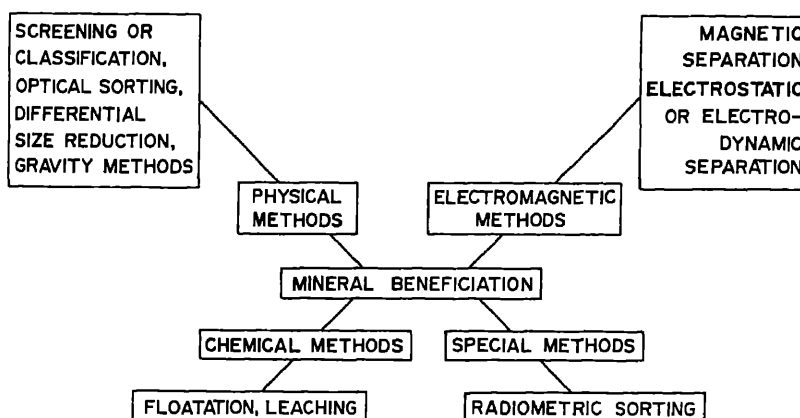 SCREENING OR
CLASSIFICATION,
OPTICAL SORTING,
DIFFERENTIAL
SIZE REDUCTION,
GRAVITY METHODS
MAGNETIC
SEPARATION
ELECTROSTATIC
OR ELECTRO-
DYNAMIC
SEPARATION
PHYSICAL
METHODS
ELECTROMAGNETIC
METHODS
MINERAL BENEFICIATION
CHEMICAL METHODS
SPECIAL METHODS
FLOATATION, LEACHING
RADIOMETRIC SORTING